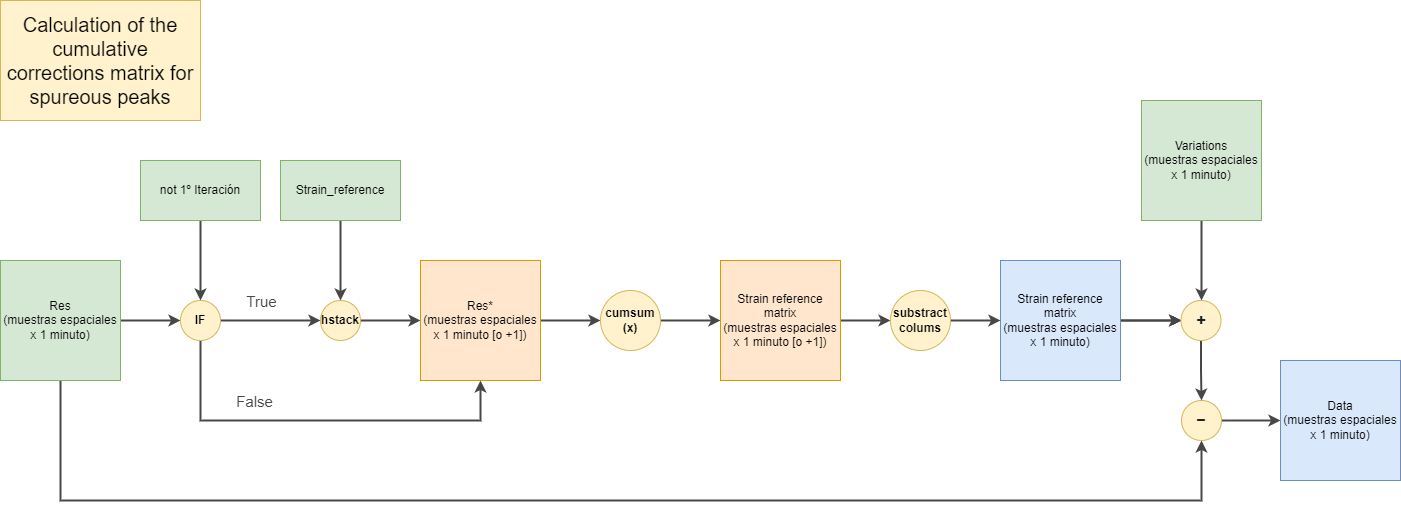 Calculation of the
cumulative
corrections matrix for
spureous peaks
Variations
(muestras espaciales
x 1 minuto)
not 1º Iteración
Strain_reference
Res
(muestras espaciales
x 1 minuto)
IF
True
hstack
Res*
(muestras espaciales
x 1 minuto [o +1])
cumsum
(x)
Strain reference
matrix
(muestras espaciales
x 1 minuto [o +1])
substract
colums
Strain reference
matrix
(muestras espaciales
x 1 minuto)
+
False
−
Data
(muestras espaciales
x 1 minuto)